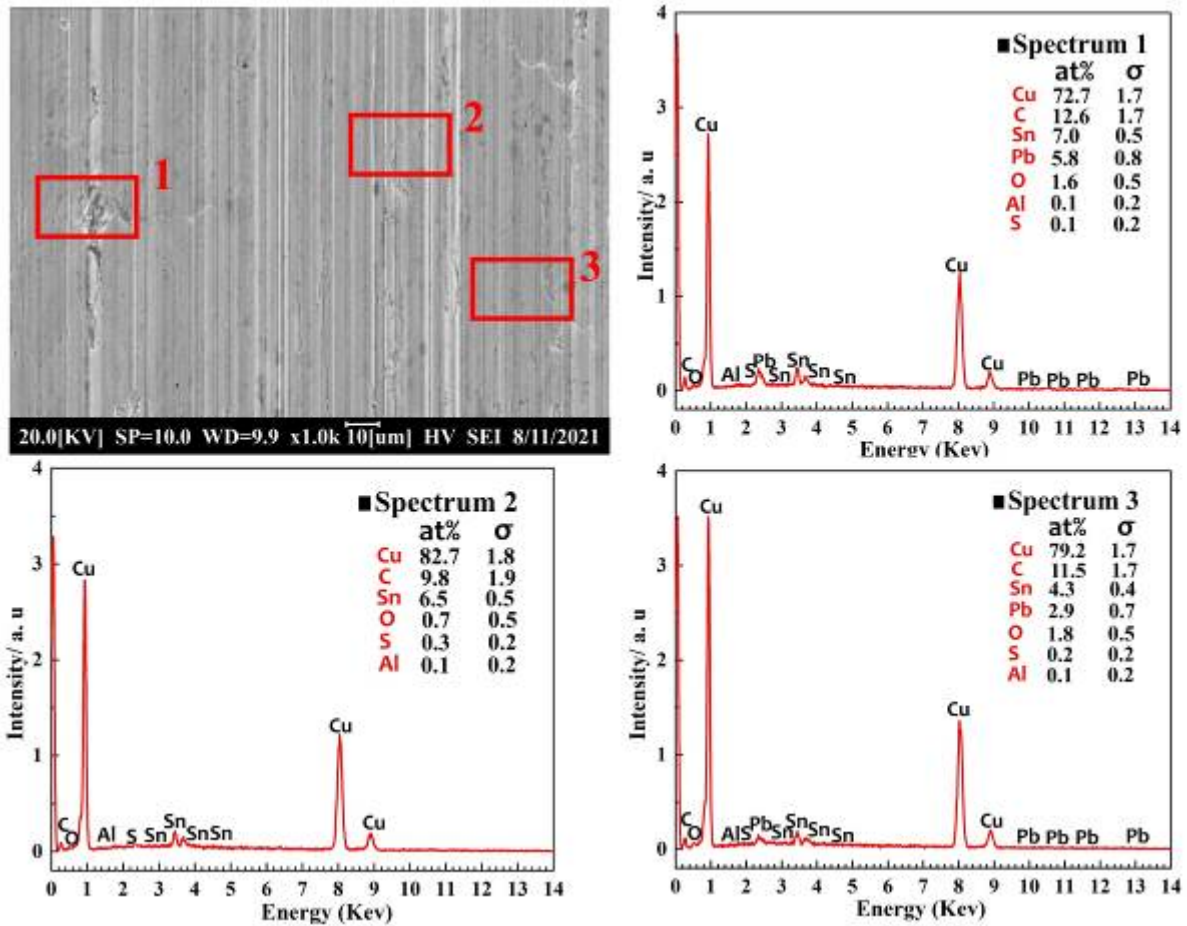 1
2
3
20.0[KV] SP=10.0 WD=9.9 x1.0k 10[um] HV SEI 8/11/2021
■Spectrum 1
at% σ
Cu 72.7 1.7
C 12.6 1.7
Sn 7.0 0.5
Pb 5.8 0.8
O 1.6 0.5
Al 0.1 0.2
S 0.1 0.2
Cu
Cu
Cu
C O Al S Pb Sn Sn Sn Sn Pb Pb Pb Pb
4
3
2
1
0
Intensity/ a. u
0 1 2 3 4 5 6 7 8 9 10 11 12 13 14
Energy (Kev)
■Spectrum 2
at% σ
Cu 82.7 1.8
C 9.8 1.9
Sn 6.5 0.5
O 0.7 0.5
S 0.3 0.2
Al 0.1 0.2
Cu
Cu
Cu
C O Al S Sn Sn Sn Sn
4
3
2
1
0
Intensity/ a. u
0 1 2 3 4 5 6 7 8 9 10 11 12 13 14
Energy (Kev)
■Spectrum 3
at% σ
Cu 79.2 1.7
C 11.5 1.7
Sn 4.3 0.4
Pb 2.9 0.7
O 1.8 0.5
S 0.2 0.2
Al 0.1 0.2
Cu
Cu
Cu
C O Al S Pb Sn Sn Sn Sn Pb Pb Pb Pb
4
3
2
1
0
Intensity/ a. u
0 1 2 3 4 5 6 7 8 9 10 11 12 13 14
Energy (Kev)